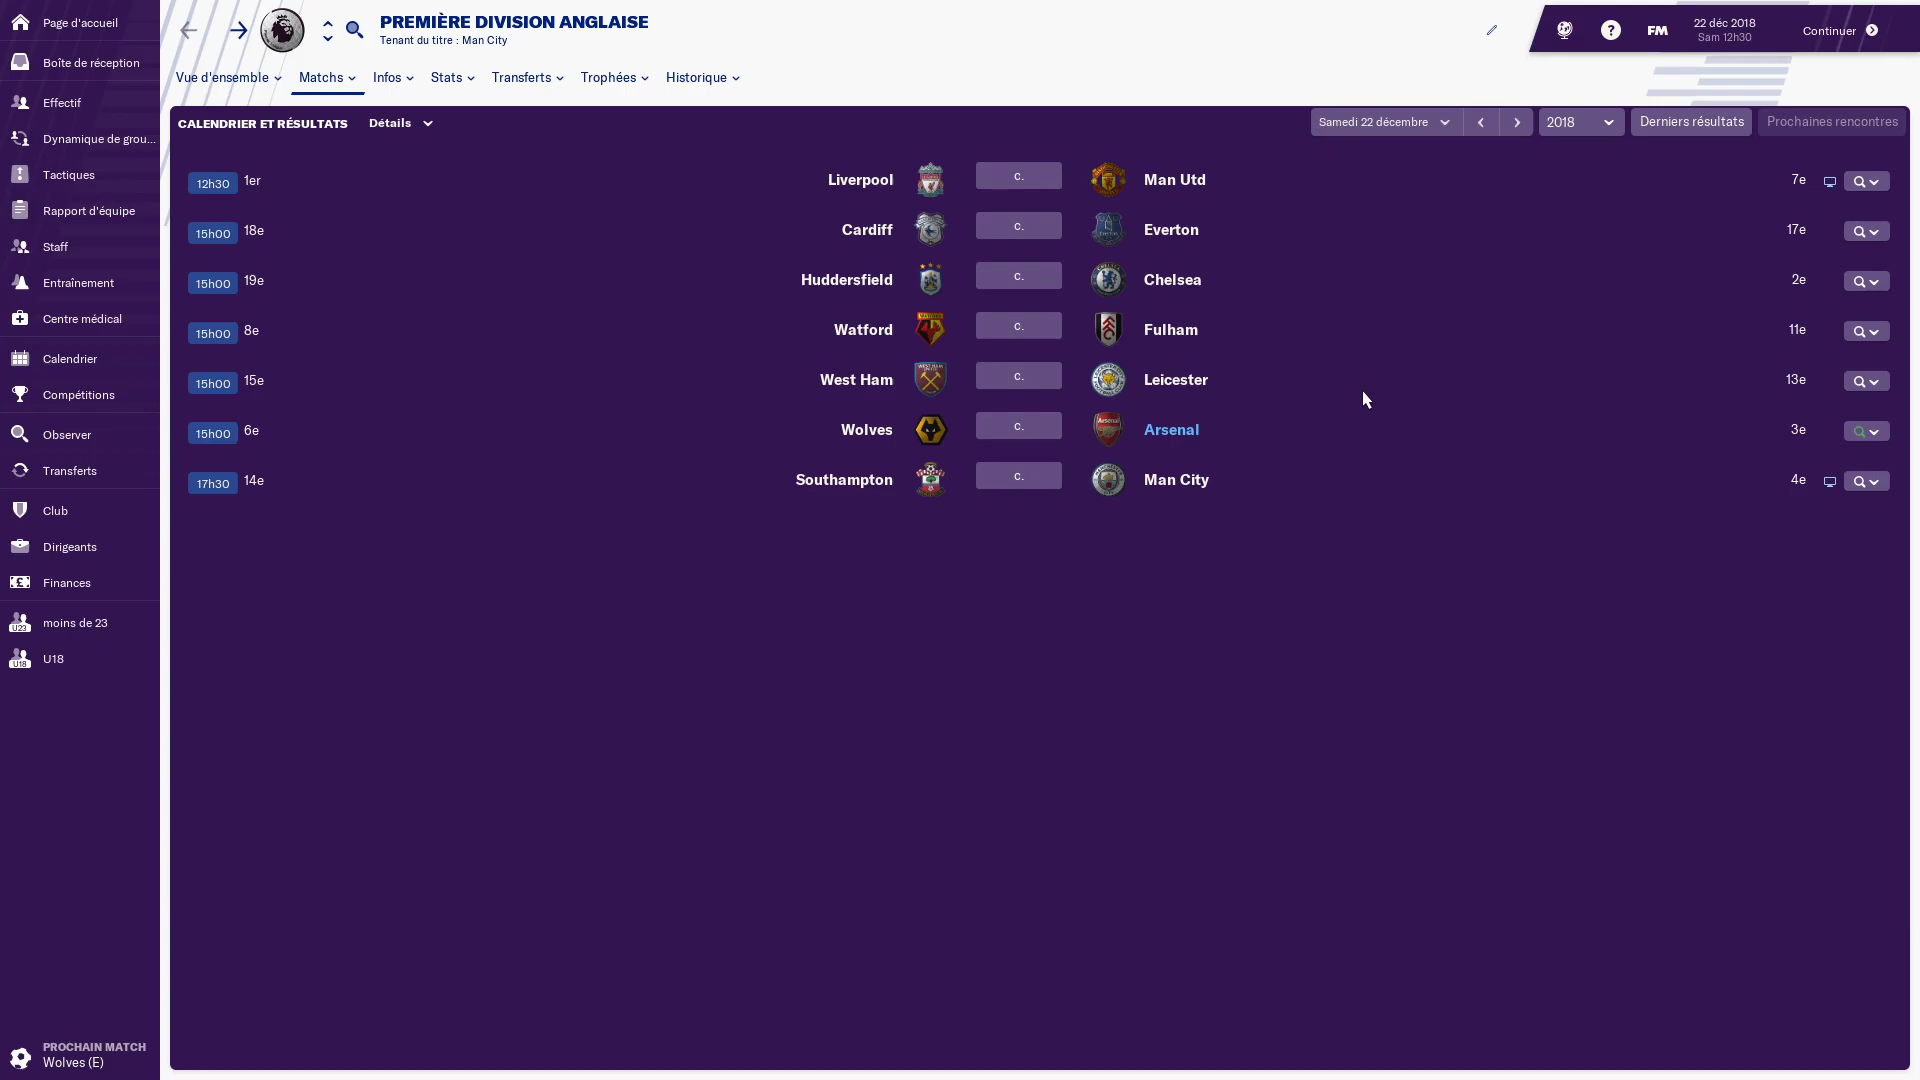 Page d'accueil
Boîte de réception
Effectif
Dynamique de grou...
Tactiques
Rapport d'équipe
Staff
Entraînement
Centre médical
Calendrier
Compétitions
Observer
Transferts
Club
Dirigeants
Finances
U23 moins de 23
U18 U18
PROCHAIN MATCH
Wolves (E)
PREMIÈRE DIVISION ANGLAISE
Tenant du titre : Man City
FM
22 déc 2018
Sam 12h30
Continuer
Vue d'ensemble Matchs Infos Stats Transferts Trophées Historique
CALENDRIER ET RÉSULTATS Détails Samedi 22 décembre 2018 Derniers résultats Prochaines rencontres
12h30 1er Liverpool c. Man Utd 7e
15h00 18e Cardiff c. Everton 17e
15h00 19e Huddersfield c. Chelsea 2e
15h00 8e Watford c. Fulham 11e
15h00 15e West Ham c. Leicester 13e
15h00 6e Wolves c. Arsenal 3e
17h30 14e Southampton c. Man City 4e